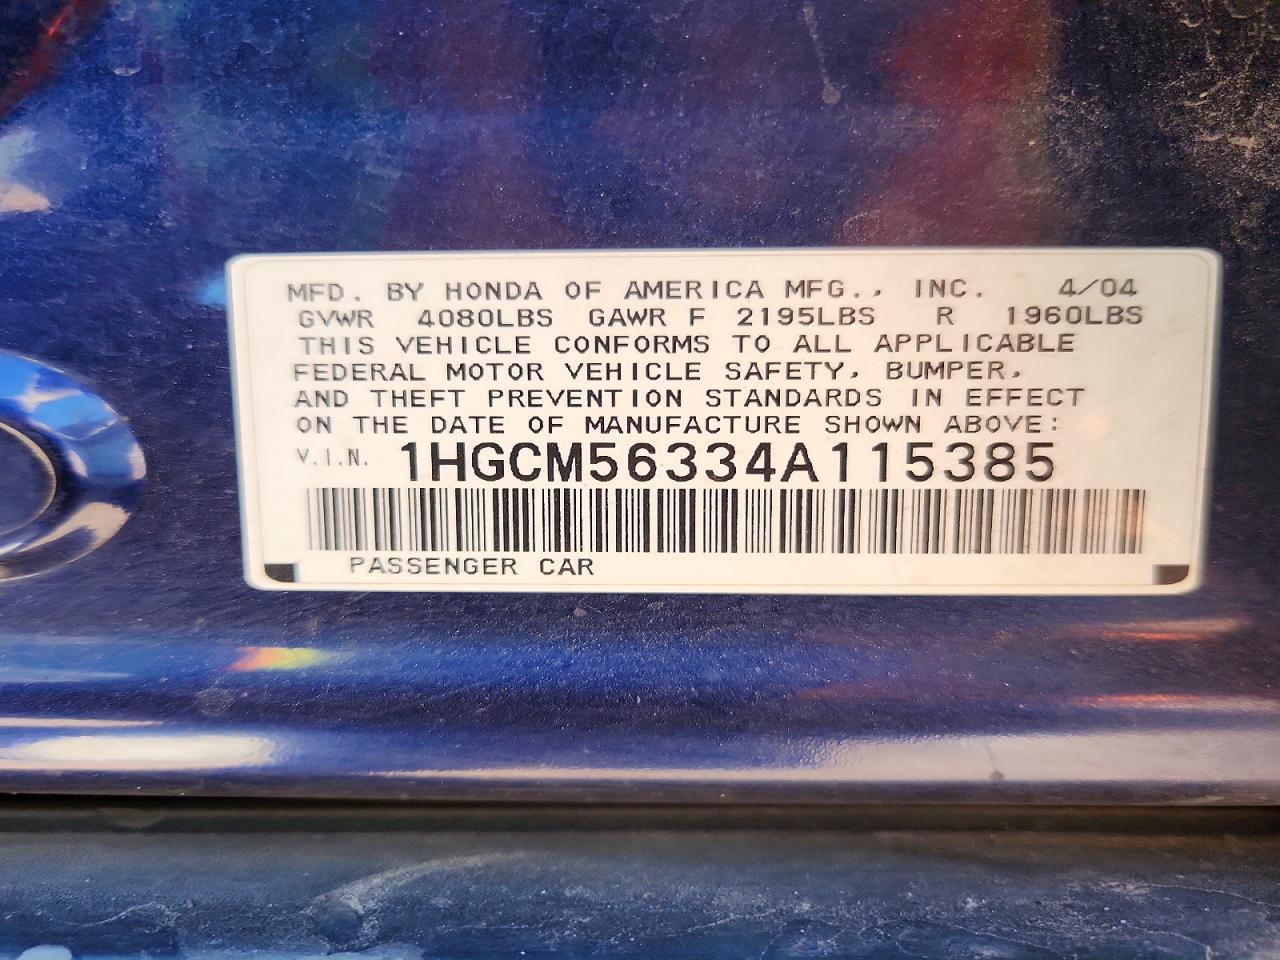 MFD. BY HONDA OF AMERICA MFG., INC. 4/04
GVWR 4080LBS GAWR F 2195LBS R 1960LBS
THIS VEHICLE CONFORMS TO ALL APPLICABLE
FEDERAL MOTOR VEHICLE SAFETY, BUMPER,
AND THEFT PREVENTION STANDARDS IN EFFECT
ON THE DATE OF MANUFACTURE SHOWN ABOVE:
V.I.N. 1HGCM56334A115385
PASSENGER CAR